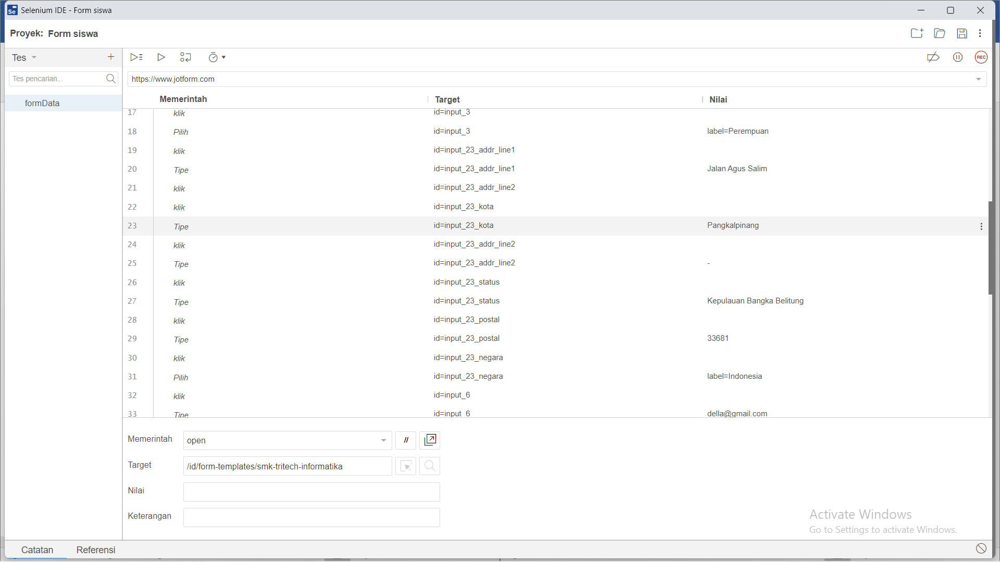 Selenium IDE - Form siswa
Proyek: Form siswa
Tes
Tes pencarian...
formData
REC
https://www.jotform.com
Memerintah Target Nilai
17 klik id=input_3
18 Pilih id=input_3 label=Perempuan
19 klik id=input_23_addr_line1
20 Tipe id=input_23_addr_line1 Jalan Agus Salim
21 klik id=input_23_addr_line2
22 klik id=input_23_kota
23 Tipe id=input_23_kota Pangkalpinang
24 klik id=input_23_addr_line2
25 Tipe id=input_23_addr_line2 -
26 klik id=input_23_status
27 Tipe id=input_23_status Kepulauan Bangka Belitung
28 klik id=input_23_postal
29 Tipe id=input_23_postal 33681
30 klik id=input_23_negara
31 Pilih id=input_23_negara label=Indonesia
32 klik id=input_6
33 Tipe id=input_6 della@gmail.com
Memerintah open //
Target /id/form-templates/smk-tritech-informatika
Nilai
Keterangan
Activate Windows
Go to Settings to activate Windows.
Catatan Referensi